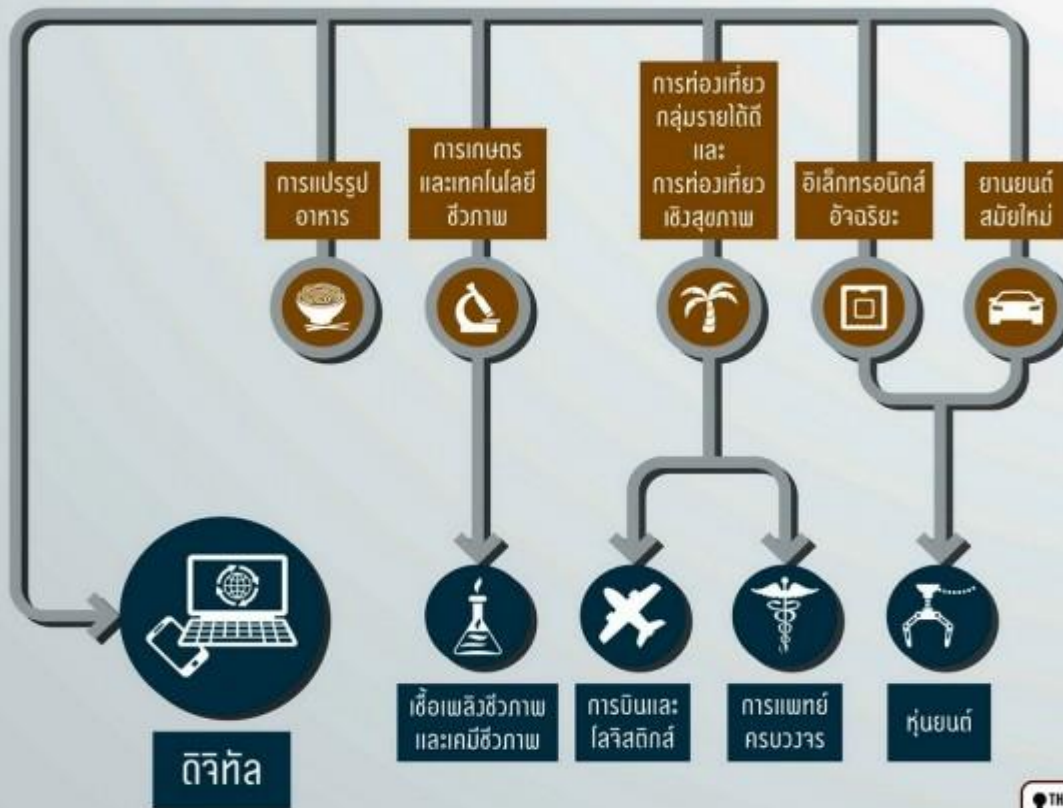 การแปรรูป
อาหาร
การเกษตร
และเทคโนโลยี
ชีวภาพ
การท่องเที่ยว
กลุ่มรายได้ดี
และ
การท่องเที่ยว
เชิงสุขภาพ
อิเล็กทรอนิกส์
อัจฉริยะ
ยานยนต์
สมัยใหม่
ดิจิทัล
เชื้อเพลิงชีวภาพ
และเคมีชีวภาพ
การบินและ
โลจิสติกส์
การแพทย์
ครบวงจร
หุ่นยนต์
TH